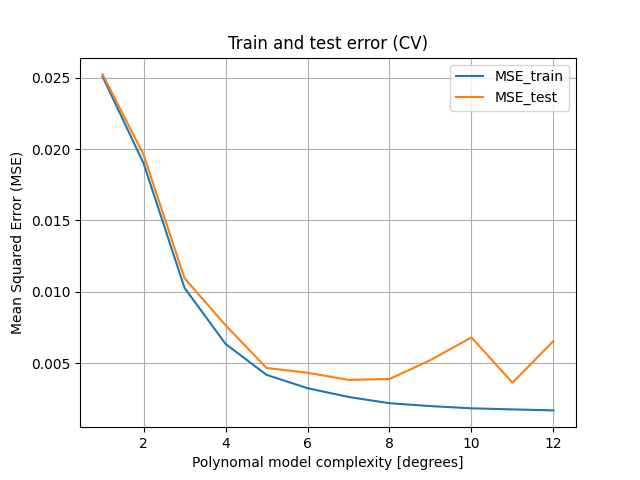 Train and test error (CV)
MSE_train
MSE_test
Mean Squared Error (MSE)
0.025
0.020
0.015
0.010
0.005
2 4 6 8 10 12
Polynomal model complexity [degrees]